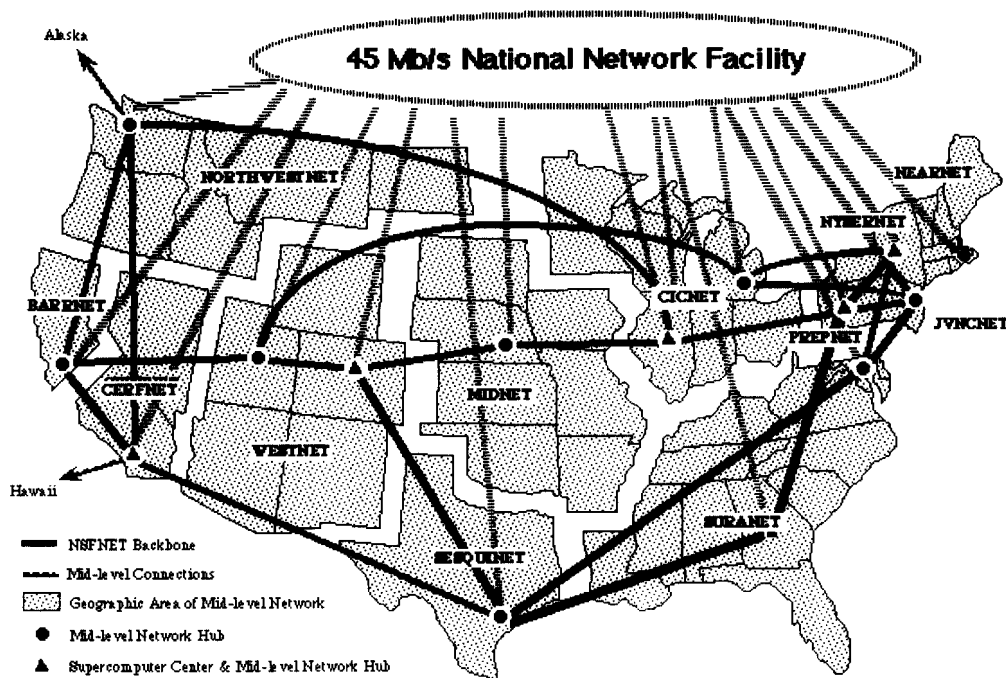 Alaska
45 Mb/s National Network Facility
NORTHWESTNET
NEARNET
NYSERNET
BARRNET
CICNET
JVNCNET
PREPNET
CERFNET
MIDNET
WESTNET
Hawaii
SURANET
SESQUINET
NSFNET Backbone
Mid-level Connections
Geographic Area of Mid-level Network
Mid-level Network Hub
Supercomputer Center & Mid-level Network Hub